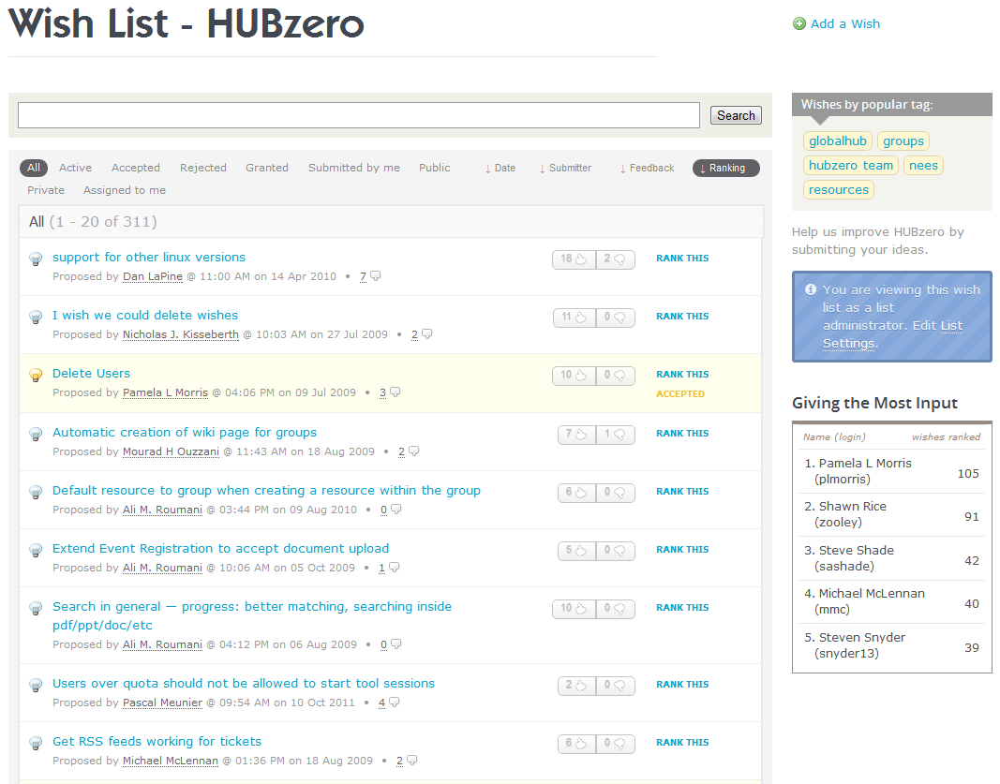 Wish List - HUBzero
Add a Wish
Search
All Active Accepted Rejected Granted Submitted by me Public ↓ Date ↓ Submitter ↓ Feedback ↓ Ranking
Private Assigned to me
All (1 - 20 of 311)
support for other linux versions 18 2 RANK THIS
Proposed by Dan LaPine @ 11:00 AM on 14 Apr 2010 • 7
I wish we could delete wishes 11 0 RANK THIS
Proposed by Nicholas J. Kisseberth @ 10:03 AM on 27 Jul 2009 • 2
Delete Users 10 0 RANK THIS
Proposed by Pamela L Morris @ 04:06 PM on 09 Jul 2009 • 3 ACCEPTED
Automatic creation of wiki page for groups 7 1 RANK THIS
Proposed by Mourad H Ouzzani @ 11:43 AM on 18 Aug 2009 • 2
Default resource to group when creating a resource within the group 6 0 RANK THIS
Proposed by Ali M. Roumani @ 03:44 PM on 09 Aug 2010 • 0
Extend Event Registration to accept document upload 5 0 RANK THIS
Proposed by Ali M. Roumani @ 10:06 AM on 05 Oct 2009 • 1
Search in general — progress: better matching, searching inside 10 0 RANK THIS
pdf/ppt/doc/etc
Proposed by Ali M. Roumani @ 04:12 PM on 06 Aug 2009 • 0
Users over quota should not be allowed to start tool sessions 2 0 RANK THIS
Proposed by Pascal Meunier @ 09:54 AM on 10 Oct 2011 • 4
Get RSS feeds working for tickets 6 0 RANK THIS
Proposed by Michael McLennan @ 01:36 PM on 18 Aug 2009 • 2
Wishes by popular tag:
globalhub groups
hubzero team nees
resources
Help us improve HUBzero by
submitting your ideas.
You are viewing this wish
list as a list
administrator. Edit List
Settings.
Giving the Most Input
Name (login) wishes ranked
1. Pamela L Morris
(plmorris) 105
2. Shawn Rice
(zooley) 91
3. Steve Shade
(sashade) 42
4. Michael McLennan
(mmc) 40
5. Steven Snyder
(snyder13) 39